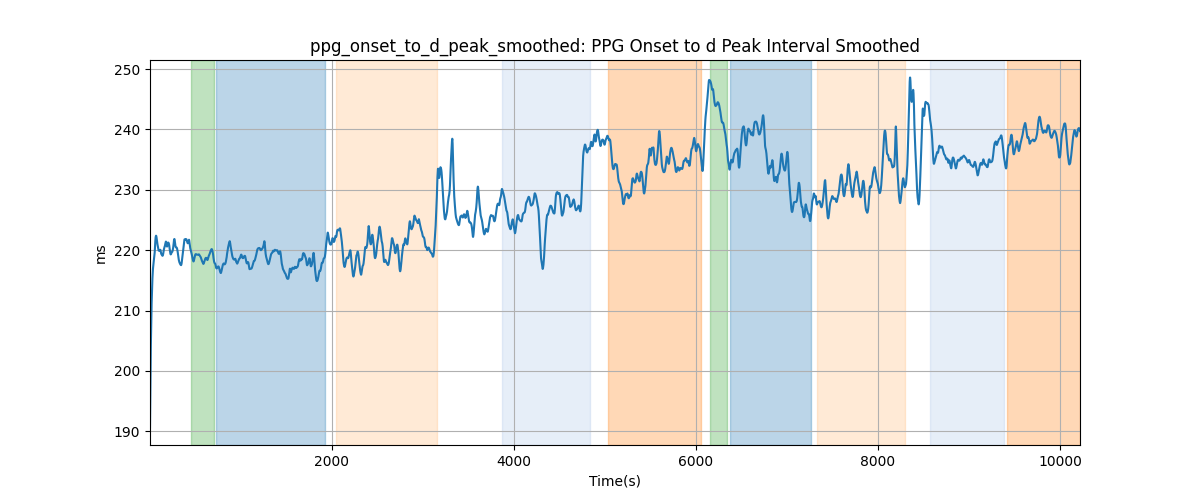 ppg_onset_to_d_peak_smoothed: PPG Onset to d Peak Interval Smoothed
250
240
230
220
210
200
190
ms
2000 4000 6000 8000 10000
Time(s)